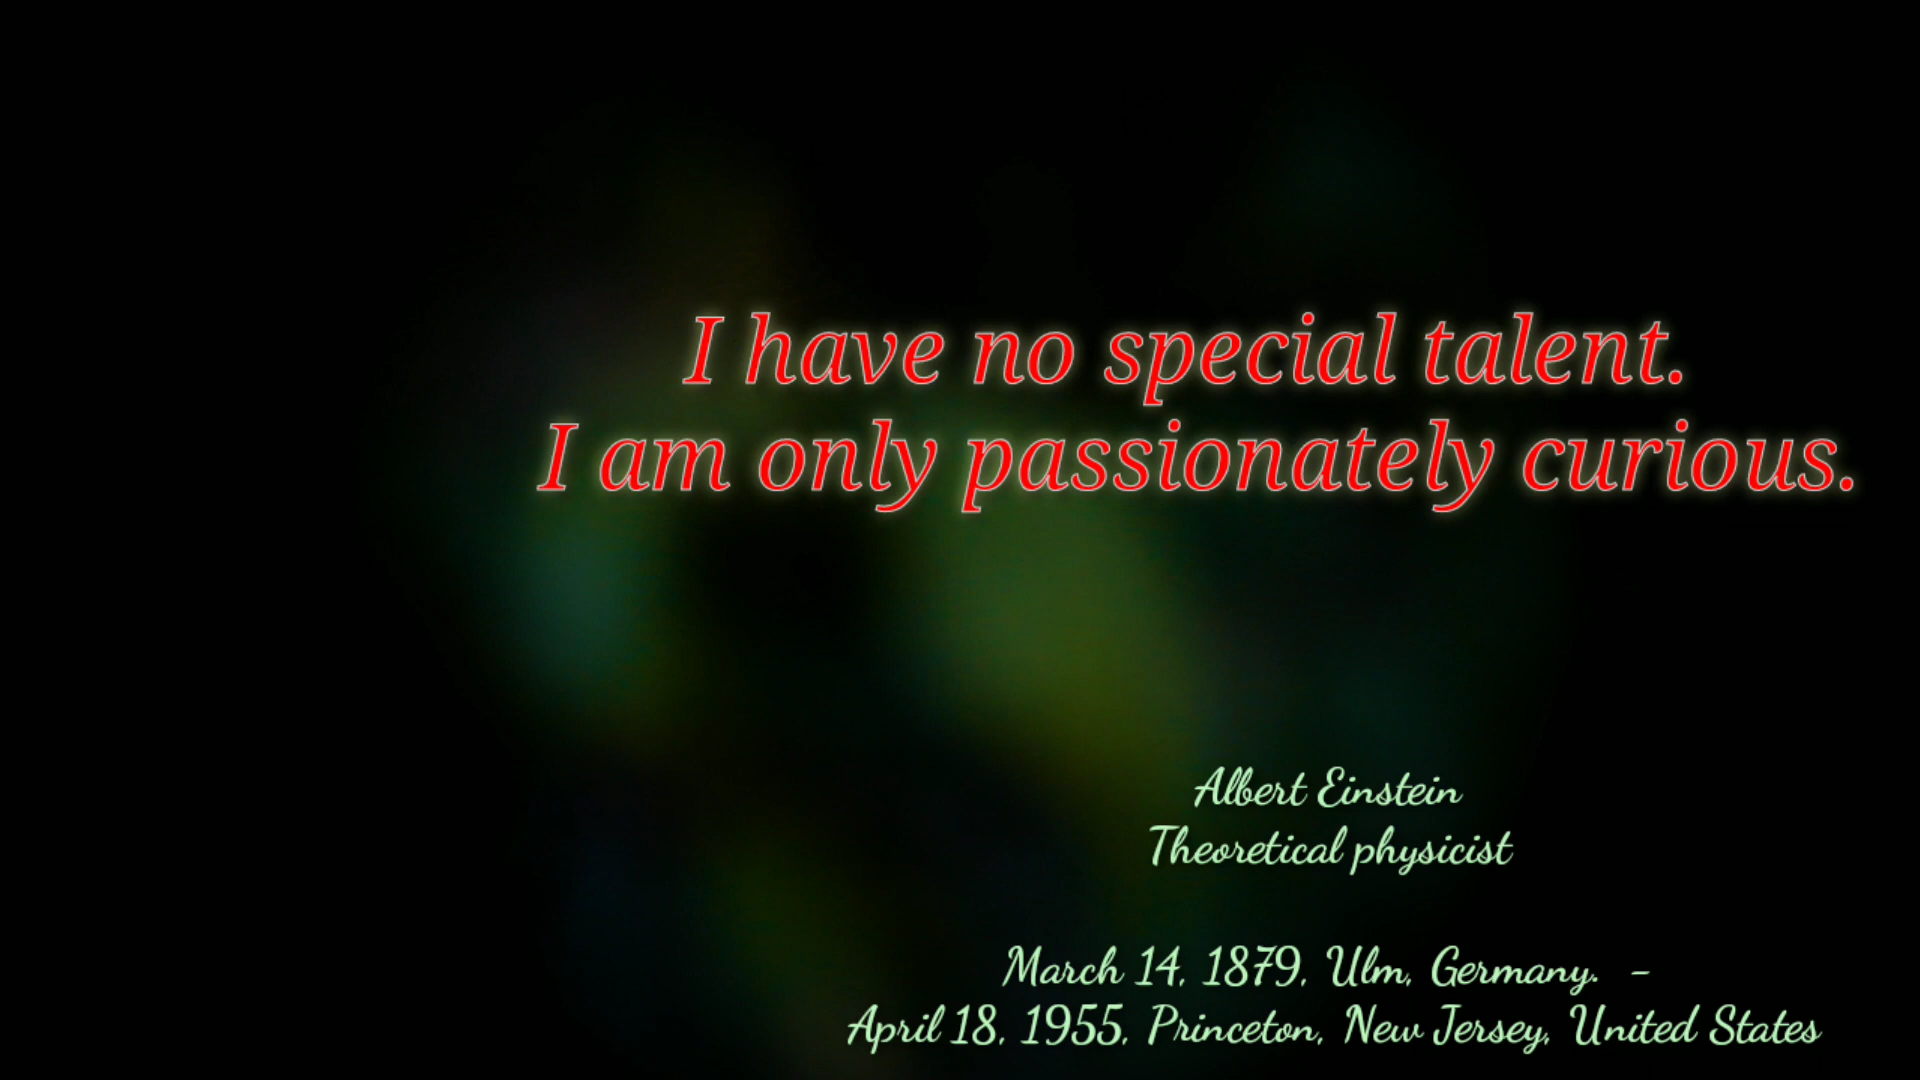 I have no special talent.
I am only passionately curious.
Albert Einstein
Theoretical physicist
March 14, 1879, Ulm, Germany. -
April 18, 1955, Princeton, New Jersey, United States